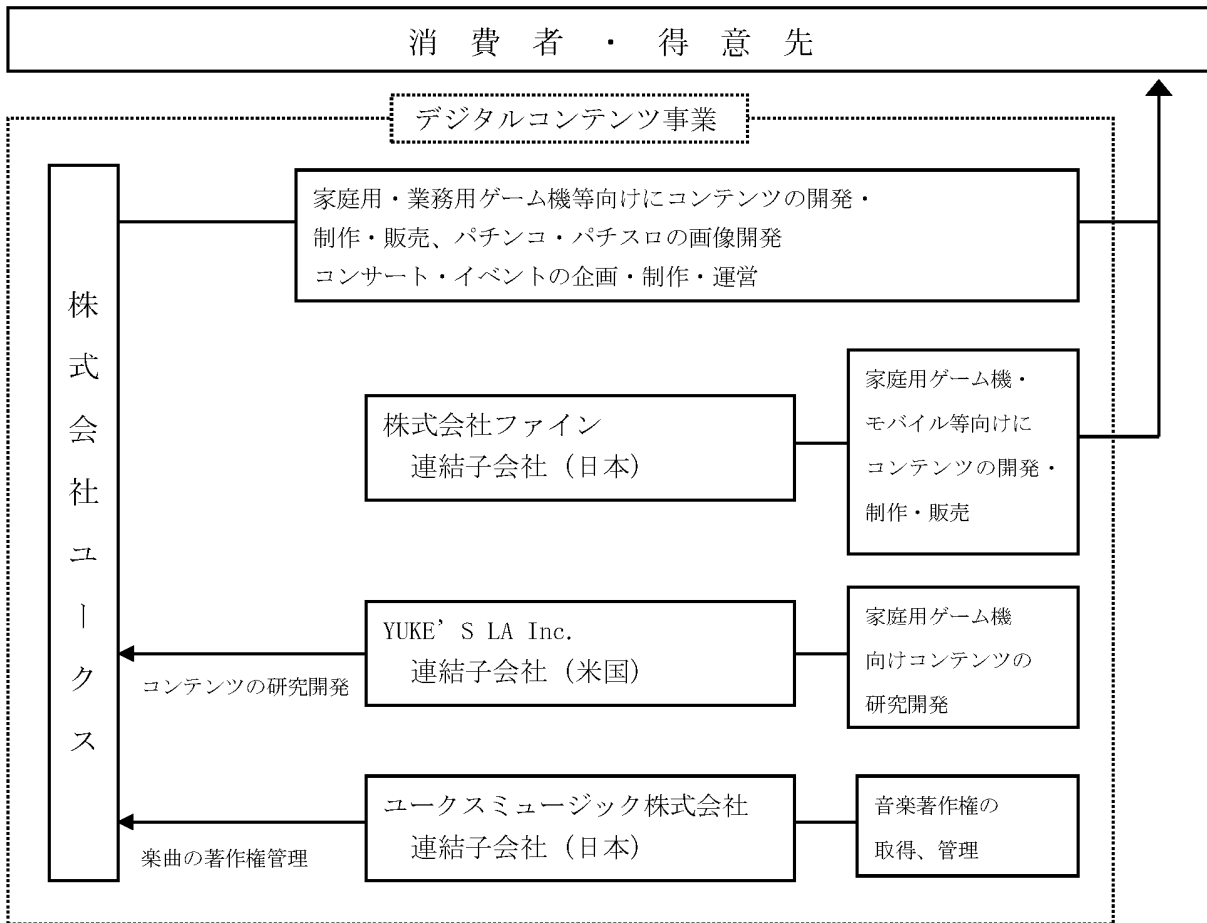 消費者・得意先
デジタルコンテンツ事業
株式会社ユークス
家庭用・業務用ゲーム機等向けにコンテンツの開発・
制作・販売、パチンコ・パチスロの画像開発
コンサート・イベントの企画・制作・運営
株式会社ファイン
連結子会社（日本）
家庭用ゲーム機・
モバイル等向けに
コンテンツの開発・
制作・販売
YUKE’S LA Inc.
連結子会社（米国）
家庭用ゲーム機
向けコンテンツの
研究開発
コンテンツの研究開発
ユークスミュージック株式会社
連結子会社（日本）
音楽著作権の
取得、管理
楽曲の著作権管理